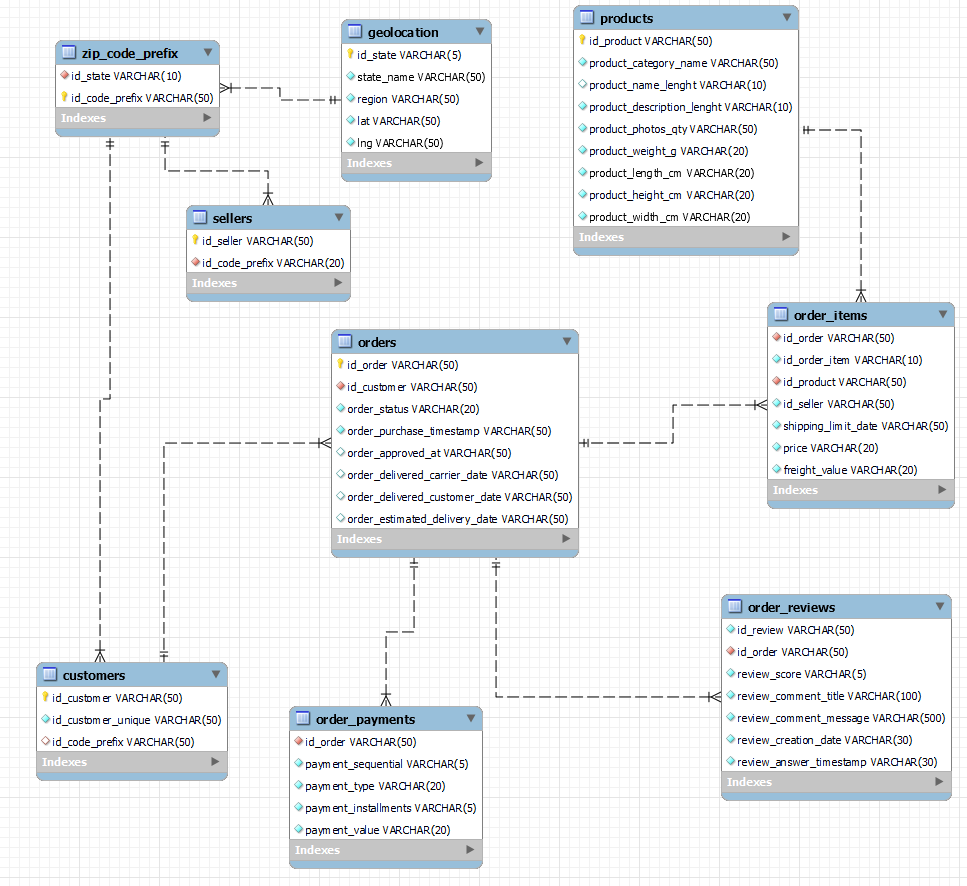 zip_code_prefix
id_state VARCHAR(10)
id_code_prefix VARCHAR(50)
Indexes
geolocation
id_state VARCHAR(5)
state_name VARCHAR(50)
region VARCHAR(50)
lat VARCHAR(50)
lng VARCHAR(50)
Indexes
products
id_product VARCHAR(50)
product_category_name VARCHAR(50)
product_name_lenght VARCHAR(10)
product_description_lenght VARCHAR(10)
product_photos_qty VARCHAR(50)
product_weight_g VARCHAR(20)
product_length_cm VARCHAR(20)
product_height_cm VARCHAR(20)
product_width_cm VARCHAR(20)
Indexes
sellers
id_seller VARCHAR(50)
id_code_prefix VARCHAR(20)
Indexes
orders
id_order VARCHAR(50)
id_customer VARCHAR(50)
order_status VARCHAR(20)
order_purchase_timestamp VARCHAR(50)
order_approved_at VARCHAR(50)
order_delivered_carrier_date VARCHAR(50)
order_delivered_customer_date VARCHAR(50)
order_estimated_delivery_date VARCHAR(50)
Indexes
order_items
id_order VARCHAR(50)
id_order_item VARCHAR(10)
id_product VARCHAR(50)
id_seller VARCHAR(50)
shipping_limit_date VARCHAR(50)
price VARCHAR(20)
freight_value VARCHAR(20)
Indexes
customers
id_customer VARCHAR(50)
id_customer_unique VARCHAR(50)
id_code_prefix VARCHAR(50)
Indexes
order_payments
id_order VARCHAR(50)
payment_sequential VARCHAR(5)
payment_type VARCHAR(20)
payment_installments VARCHAR(5)
payment_value VARCHAR(20)
Indexes
order_reviews
id_review VARCHAR(50)
id_order VARCHAR(50)
review_score VARCHAR(5)
review_comment_title VARCHAR(100)
review_comment_message VARCHAR(500)
review_creation_date VARCHAR(30)
review_answer_timestamp VARCHAR(30)
Indexes